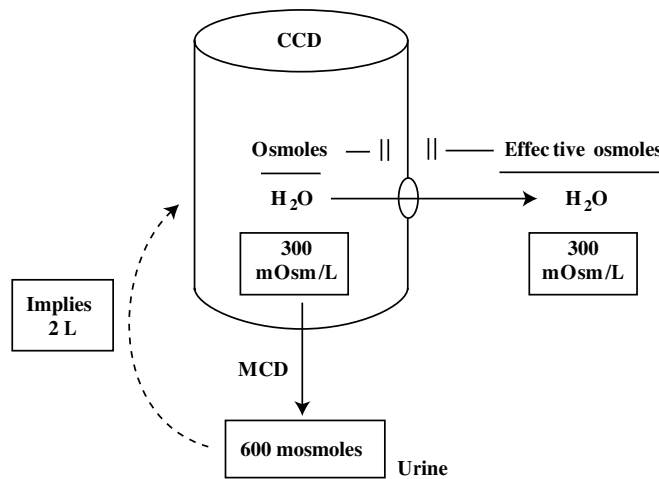 CCD
Osmoles
Effective osmoles
H₂O
H₂O
300
mOsm/L
300
mOsm/L
Implies
2 L
MCD
600 mosmoles
Urine